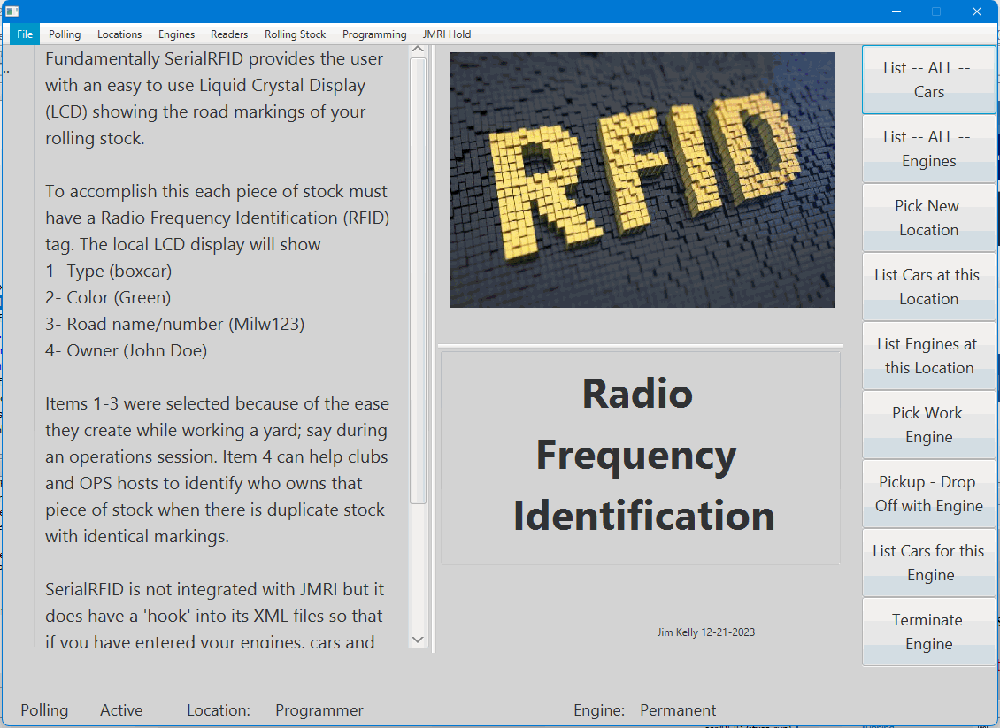 File Polling Locations Engines Readers Rolling Stock Programming JMRI Hold
Fundamentally SerialRFID provides the user
with an easy to use Liquid Crystal Display
(LCD) showing the road markings of your
rolling stock.
To accomplish this each piece of stock must
have a Radio Frequency Identification (RFID)
tag. The local LCD display will show
1- Type (boxcar)
2- Color (Green)
3- Road name/number (Milw123)
4- Owner (John Doe)
Items 1-3 were selected because of the ease
they create while working a yard; say during
an operations session. Item 4 can help clubs
and OPS hosts to identify who owns that
piece of stock when there is duplicate stock
with identical markings.
SerialRFID is not integrated with JMRI but it
does have a 'hook' into its XML files so that
if you have entered your engines, cars and
RFID
Radio
Frequency
Identification
Jim Kelly 12-21-2023
List -- ALL --
Cars
List -- ALL --
Engines
Pick New
Location
List Cars at this
Location
List Engines at
this Location
Pick Work
Engine
Pickup - Drop
Off with Engine
List Cars for this
Engine
Terminate
Engine
Polling Active Location: Programmer Engine: Permanent